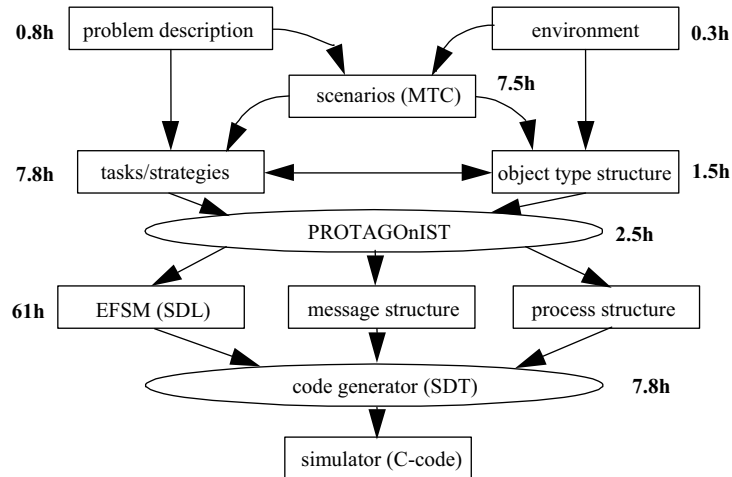 0.8h problem description environment 0.3h
scenarios (MTC) 7.5h
7.8h tasks/strategies object type structure 1.5h
PROTAGOnIST 2.5h
61h EFSM (SDL) message structure process structure
code generator (SDT) 7.8h
simulator (C-code)